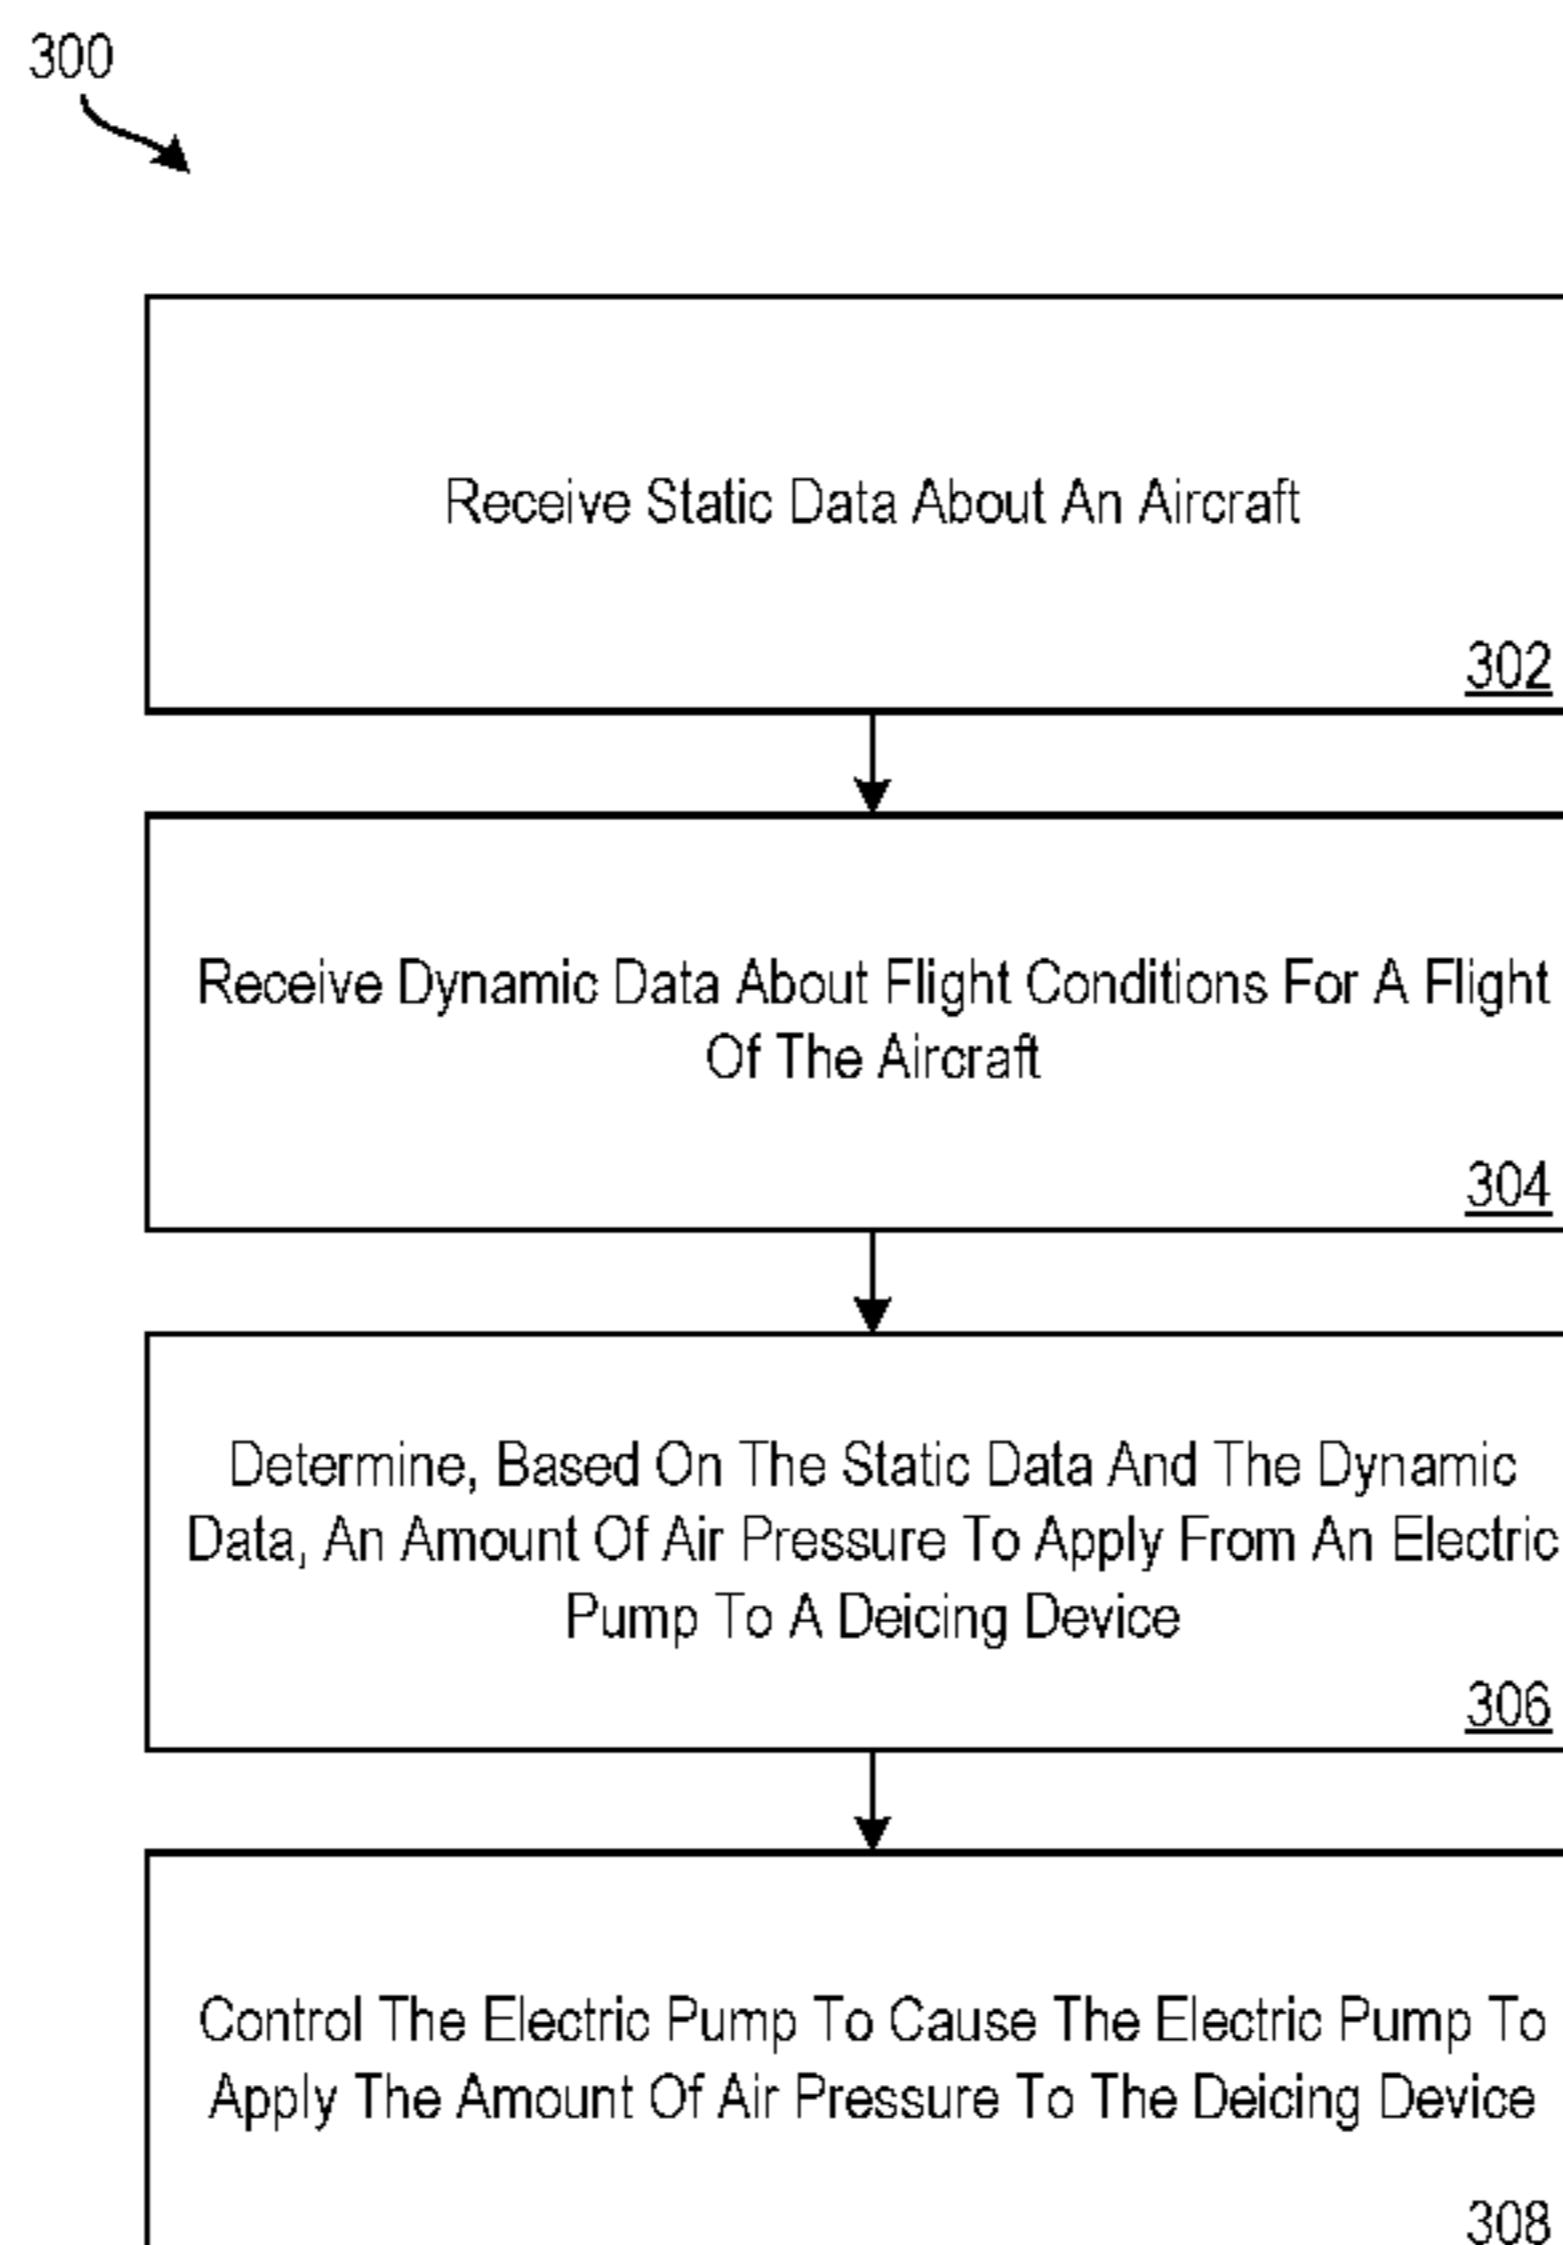 300
Receive Static Data About An Aircraft
302
Receive Dynamic Data About Flight Conditions For A Flight
Of The Aircraft
304
Determine, Based On The Static Data And The Dynamic
Data, An Amount Of Air Pressure To Apply From An Electric
Pump To A Deicing Device
306
Control The Electric Pump To Cause The Electric Pump To
Apply The Amount Of Air Pressure To The Deicing Device
308